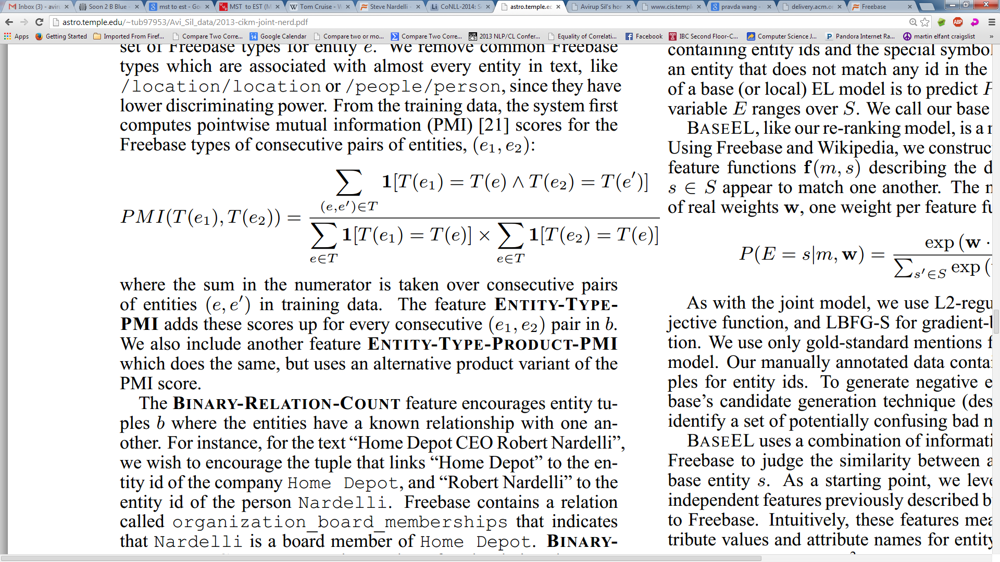 Inbox (3) - aviru
Soon 2 B Blue -
mst to est - Go
MST to EST (M
Tom Cruise - W
Steve Nardelli -
CoNLL-2014: S
astro.temple.ec
Avirup Sil's hor
www.cis.templ
pravda wang -
delivery.acm.o
Freebase
astro.temple.edu/~tub97953/Avi_Sil_data/2013-cikm-joint-nerd.pdf
ABP
Apps
Getting Started
Imported From Firef...
Compare Two Corre...
Google Calendar
Compare two or mo...
Compare Two Corre...
2013 NLP/CL Confer...
Equality of Correlati...
Facebook
IBC Second Floor-C...
Computer Science J...
Pandora Internet Ra...
martin elfant craigslist
»
set of Freebase types for entity e. We remove common Freebase
types which are associated with almost every entity in text, like
/location/location or /people/person, since they have
lower discriminating power. From the training data, the system first
computes pointwise mutual information (PMI) [21] scores for the
Freebase types of consecutive pairs of entities, (e₁, e₂):
∑ 1[T(e₁) = T(e) ∧ T(e₂) = T(e′)]
(e,e′)∈T
PMI(T(e₁), T(e₂)) =
∑ 1[T(e₁) = T(e)] × ∑ 1[T(e₂) = T(e)]
e∈T e∈T
where the sum in the numerator is taken over consecutive pairs
of entities (e, e′) in training data. The feature ENTITY-TYPE-
PMI adds these scores up for every consecutive (e₁, e₂) pair in b.
We also include another feature ENTITY-TYPE-PRODUCT-PMI
which does the same, but uses an alternative product variant of the
PMI score.
The BINARY-RELATION-COUNT feature encourages entity tu-
ples b where the entities have a known relationship with one an-
other. For instance, for the text “Home Depot CEO Robert Nardelli”,
we wish to encourage the tuple that links “Home Depot” to the en-
tity id of the company Home Depot, and “Robert Nardelli” to the
entity id of the person Nardelli. Freebase contains a relation
called organization_board_memberships that indicates
that Nardelli is a board member of Home Depot. BINARY-
containing entity ids and the special symbol
an entity that does not match any id in the
of a base (or local) EL model is to predict P
variable E ranges over S. We call our base
BASEEL, like our re-ranking model, is a
Using Freebase and Wikipedia, we construc
feature functions f(m, s) describing the d
s ∈ S appear to match one another. The
of real weights w, one weight per feature fu
exp (w ·
P(E = s|m, w) =
∑s′∈S exp (
As with the joint model, we use L2-regu
jective function, and LBFG-S for gradient-
tion. We use only gold-standard mentions f
model. Our manually annotated data contai
ples for entity ids. To generate negative e
base’s candidate generation technique (des
identify a set of potentially confusing bad
BASEEL uses a combination of informati
Freebase to judge the similarity between a
base entity s. As a starting point, we leve
independent features previously described b
to Freebase. Intuitively, these features mea
tribute values and attribute names for entity